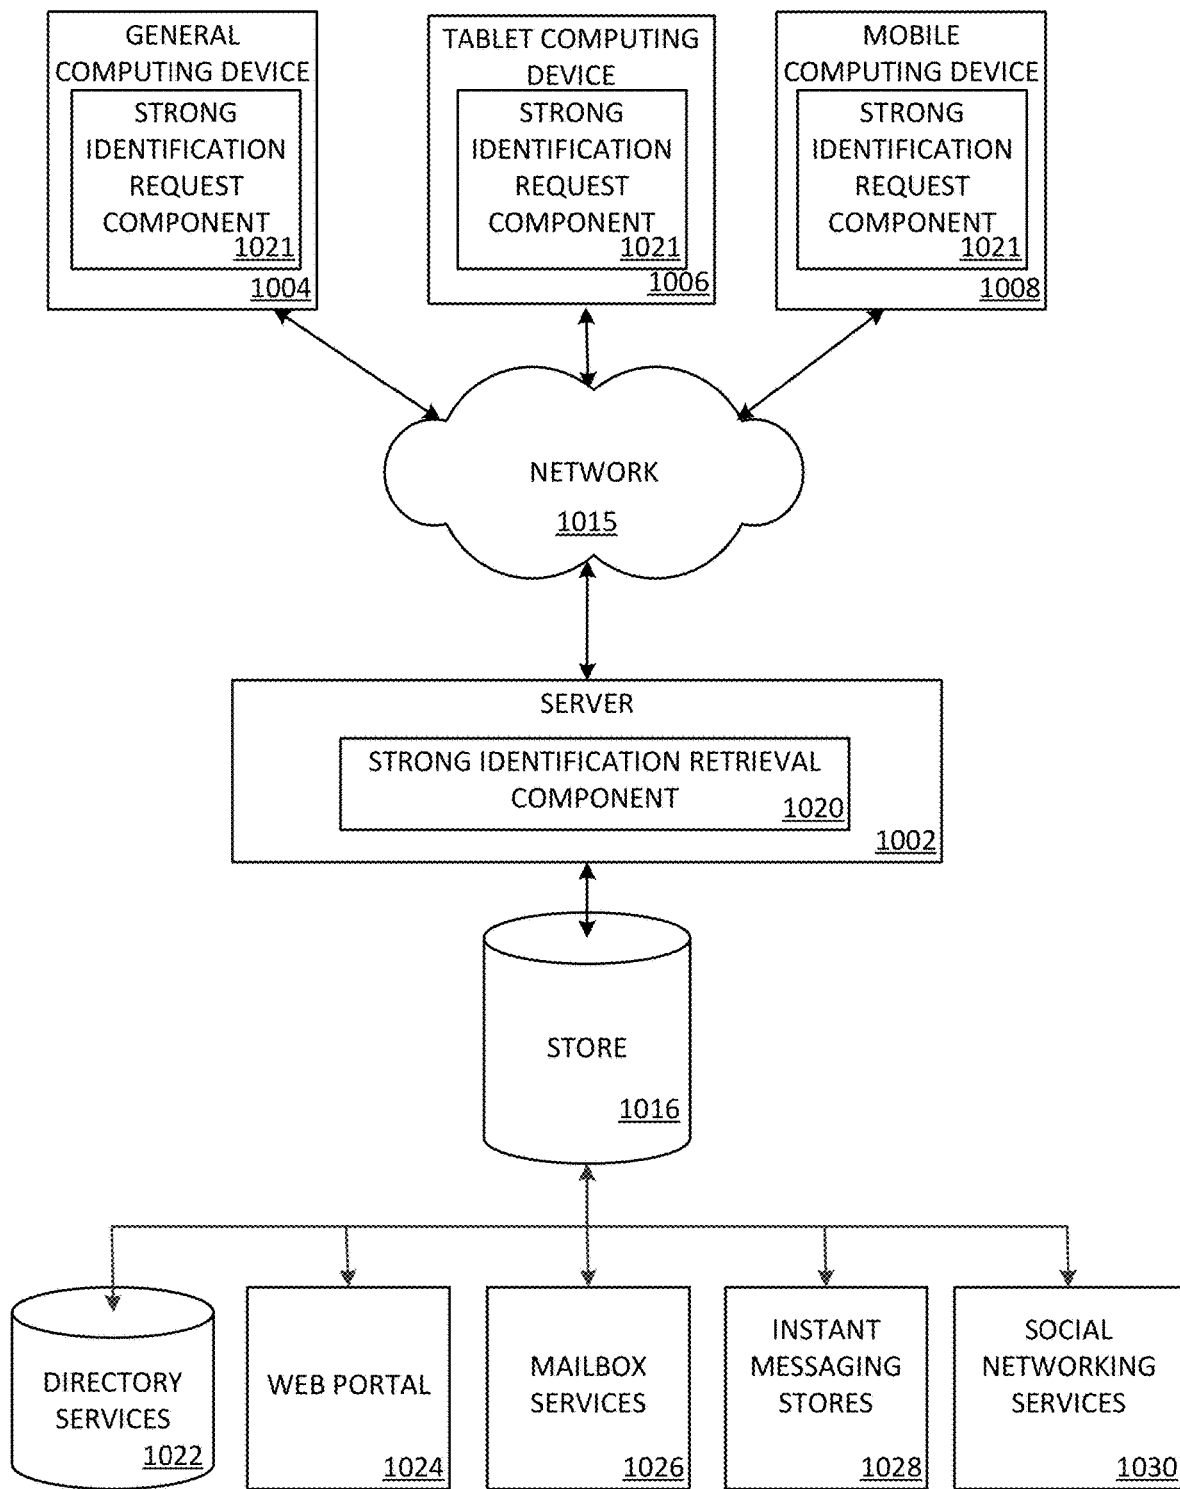 GENERAL
COMPUTING DEVICE
STRONG
IDENTIFICATION
REQUEST
COMPONENT
1021
1004
TABLET COMPUTING
DEVICE
STRONG
IDENTIFICATION
REQUEST
COMPONENT
1021
1006
MOBILE
COMPUTING DEVICE
STRONG
IDENTIFICATION
REQUEST
COMPONENT
1021
1008
NETWORK
1015
SERVER
STRONG IDENTIFICATION RETRIEVAL
COMPONENT
1020
1002
STORE
1016
DIRECTORY
SERVICES
1022
WEB PORTAL
1024
MAILBOX
SERVICES
1026
INSTANT
MESSAGING
STORES
1028
SOCIAL
NETWORKING
SERVICES
1030